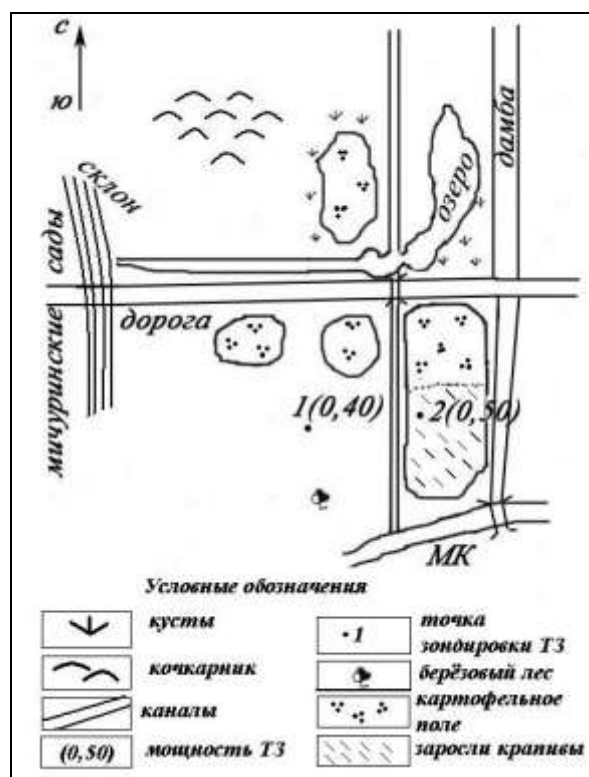 С
Ю
склон
сады
мичуринские
дорога
озеро
дамба
1(0,40)
2(0,50)
МК
Условные обозначения
кусты
кочкарник
каналы
(0,50)
мощность ТЗ
1
точка
зондировки ТЗ
берёзовый лес
картофельное
поле
заросли крапивы